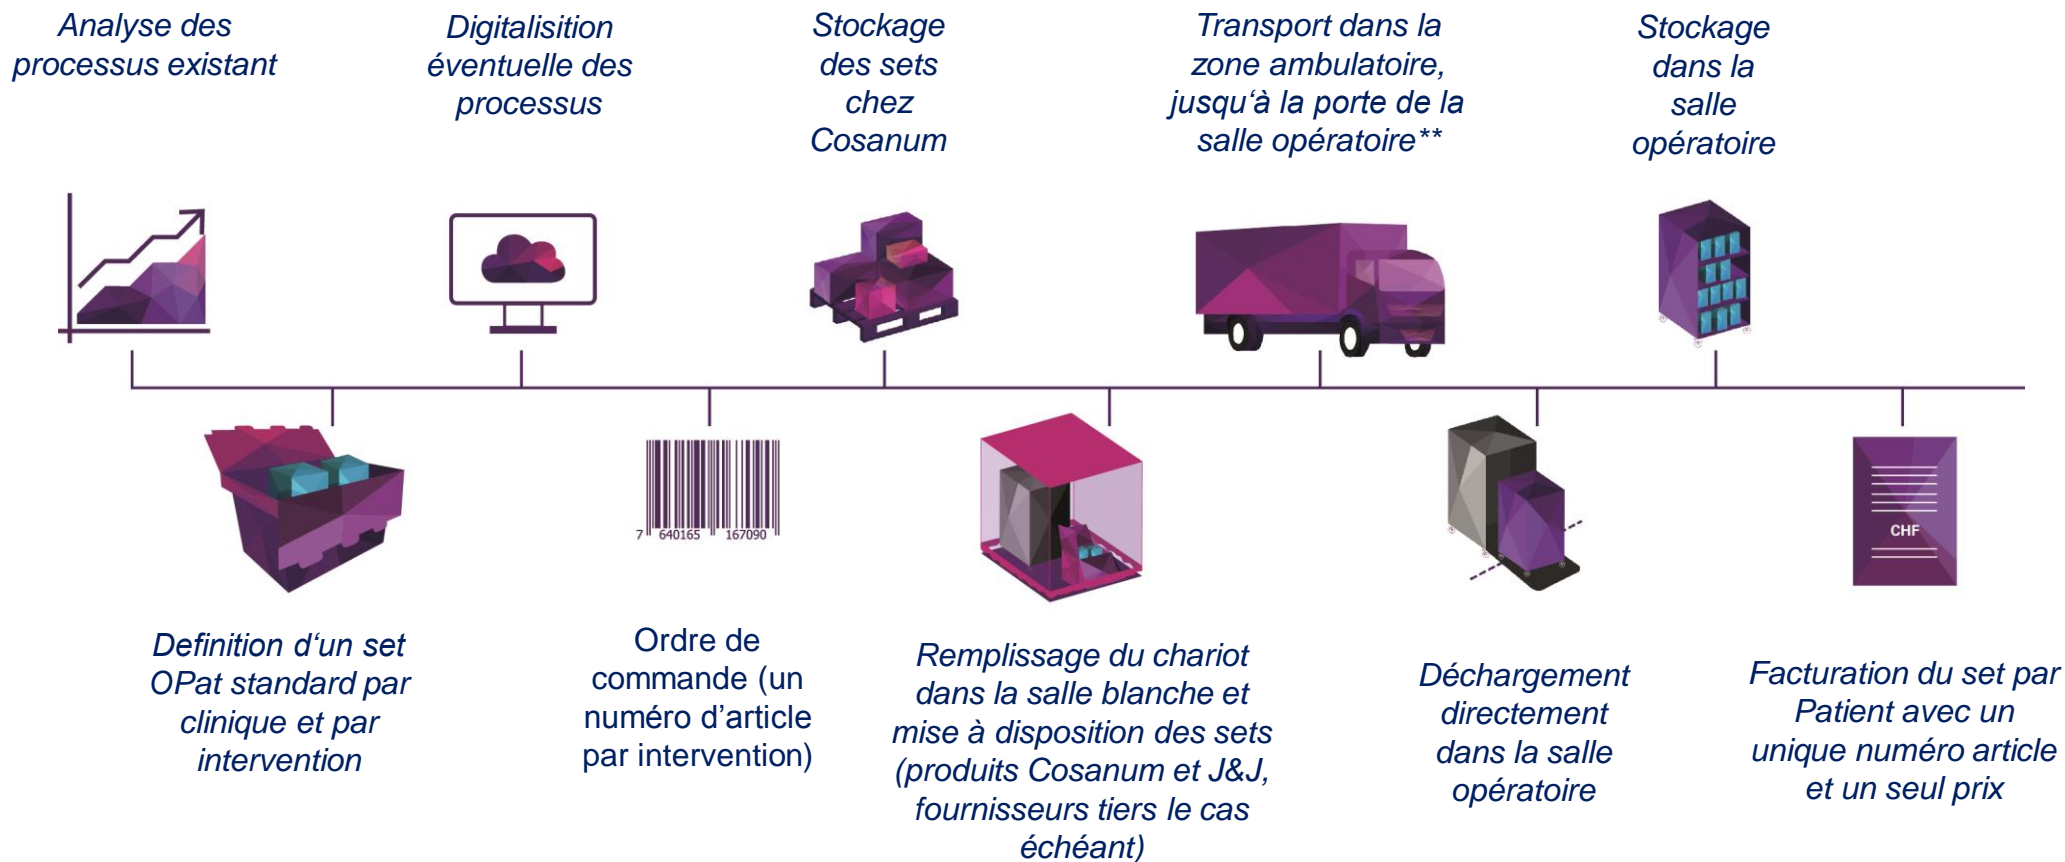 Analyse des
processus existant
Digitalisition
éventuelle des
processus
Stockage
des sets
chez
Cosanum
Transport dans la
zone ambulatoire,
jusqu‘à la porte de la
salle opératoire**
Stockage
dans la
salle
opératoire
7 640165 167090
CHF
Definition d‘un set
OPat standard par
clinique et par
intervention
Ordre de
commande (un
numéro d’article
par intervention)
Remplissage du chariot
dans la salle blanche et
mise à disposition des sets
(produits Cosanum et J&J,
fournisseurs tiers le cas
échéant)
Déchargement
directement
dans la salle
opératoire
Facturation du set par
Patient avec un
unique numéro article
et un seul prix